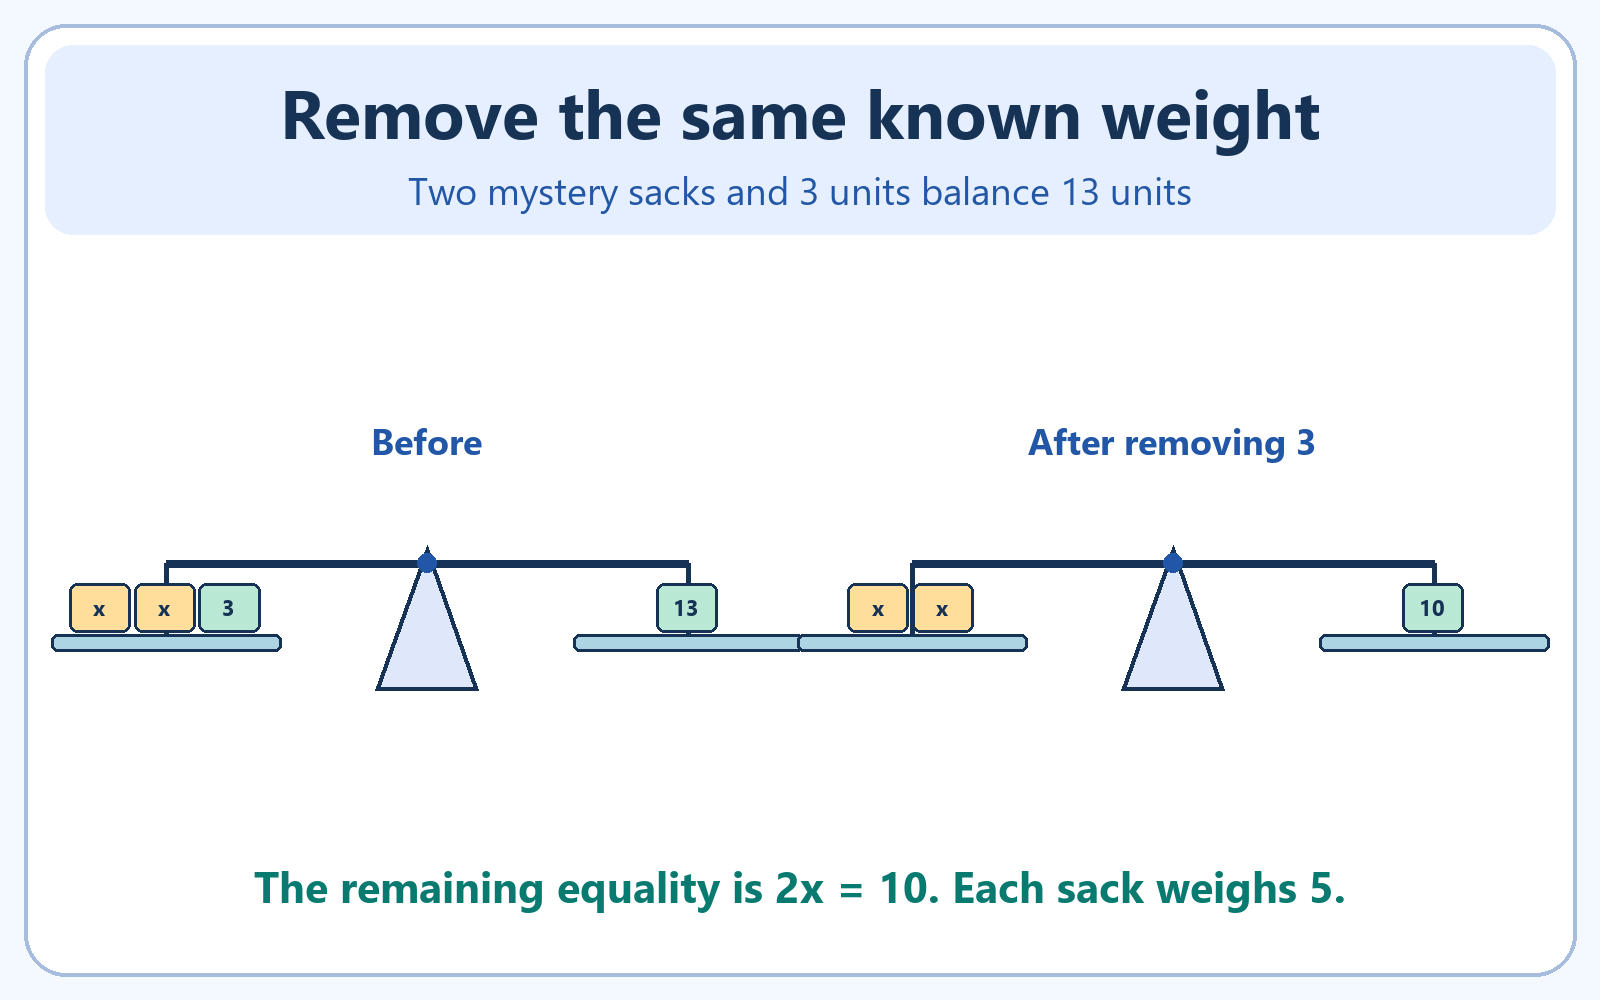 Remove the same known weight
Two mystery sacks and 3 units balance 13 units
Before
After removing 3
x x 3
13
x x
10
The remaining equality is 2x = 10. Each sack weighs 5.